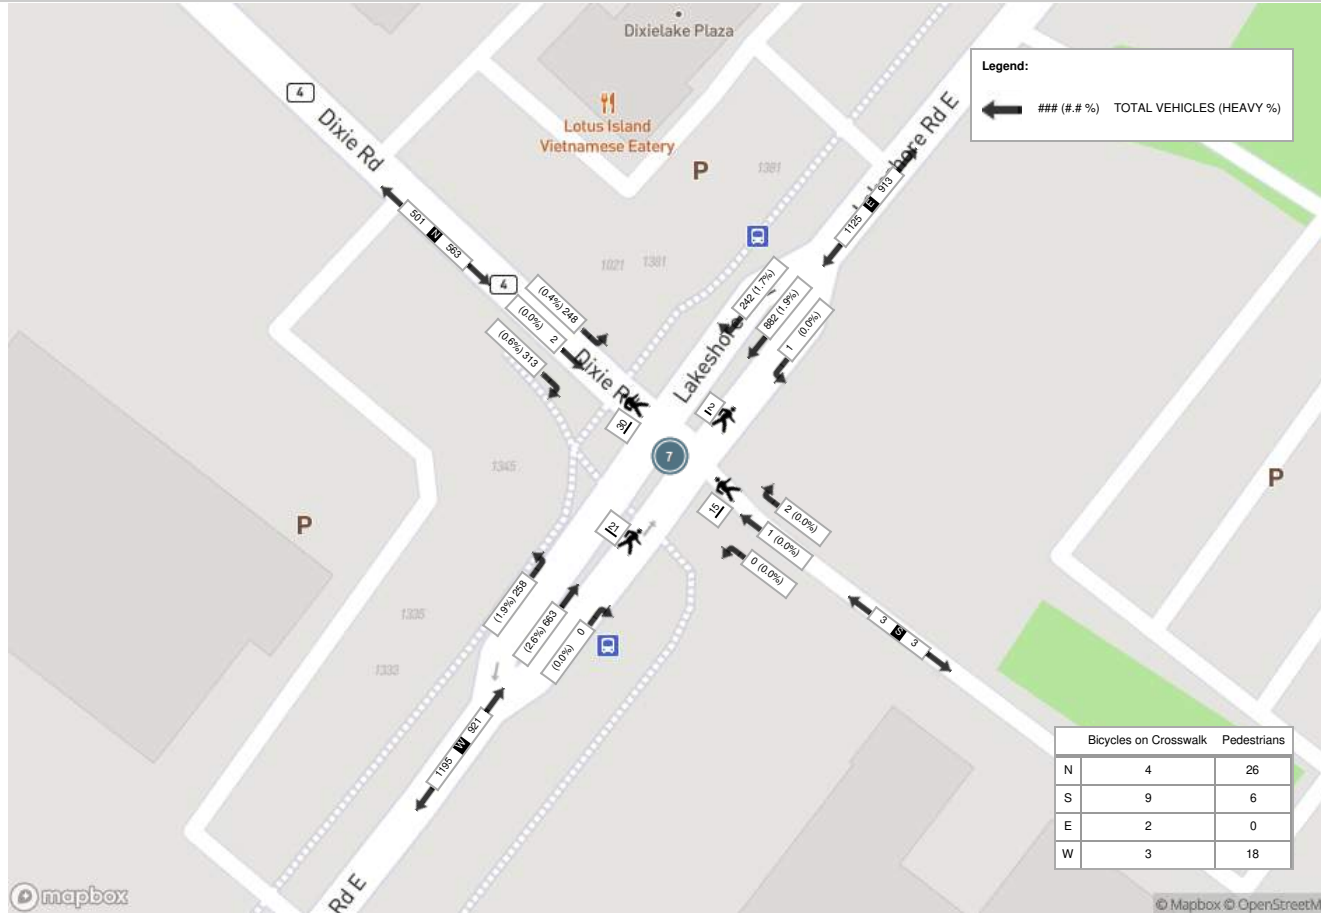 Dixielake Plaza
Legend:
### (#.# %) TOTAL VEHICLES (HEAVY %)
4
Dixie Rd
Lotus Island
Vietnamese Eatery
P
1381
Lakeshore Rd E
913
E
1125
501 N 563
4
1021
1381
(0.4%) 248
(0.0%) 2
(0.6%) 313
242 (1.7%)
882 (1.9%)
1 (0.0%)
Dixie Rd
Lakeshore
30
2
7
1345
P
P
15
21
2 (0.0%)
1 (0.0%)
0 (0.0%)
(1.9%) 258
(2.6%) 663
(0.0%) 0
1335
1333
3 S 3
1195 W 921
Rd E
Bicycles on Crosswalk Pedestrians
N 4 26
S 9 6
E 2 0
W 3 18
mapbox
© Mapbox © OpenStreetM